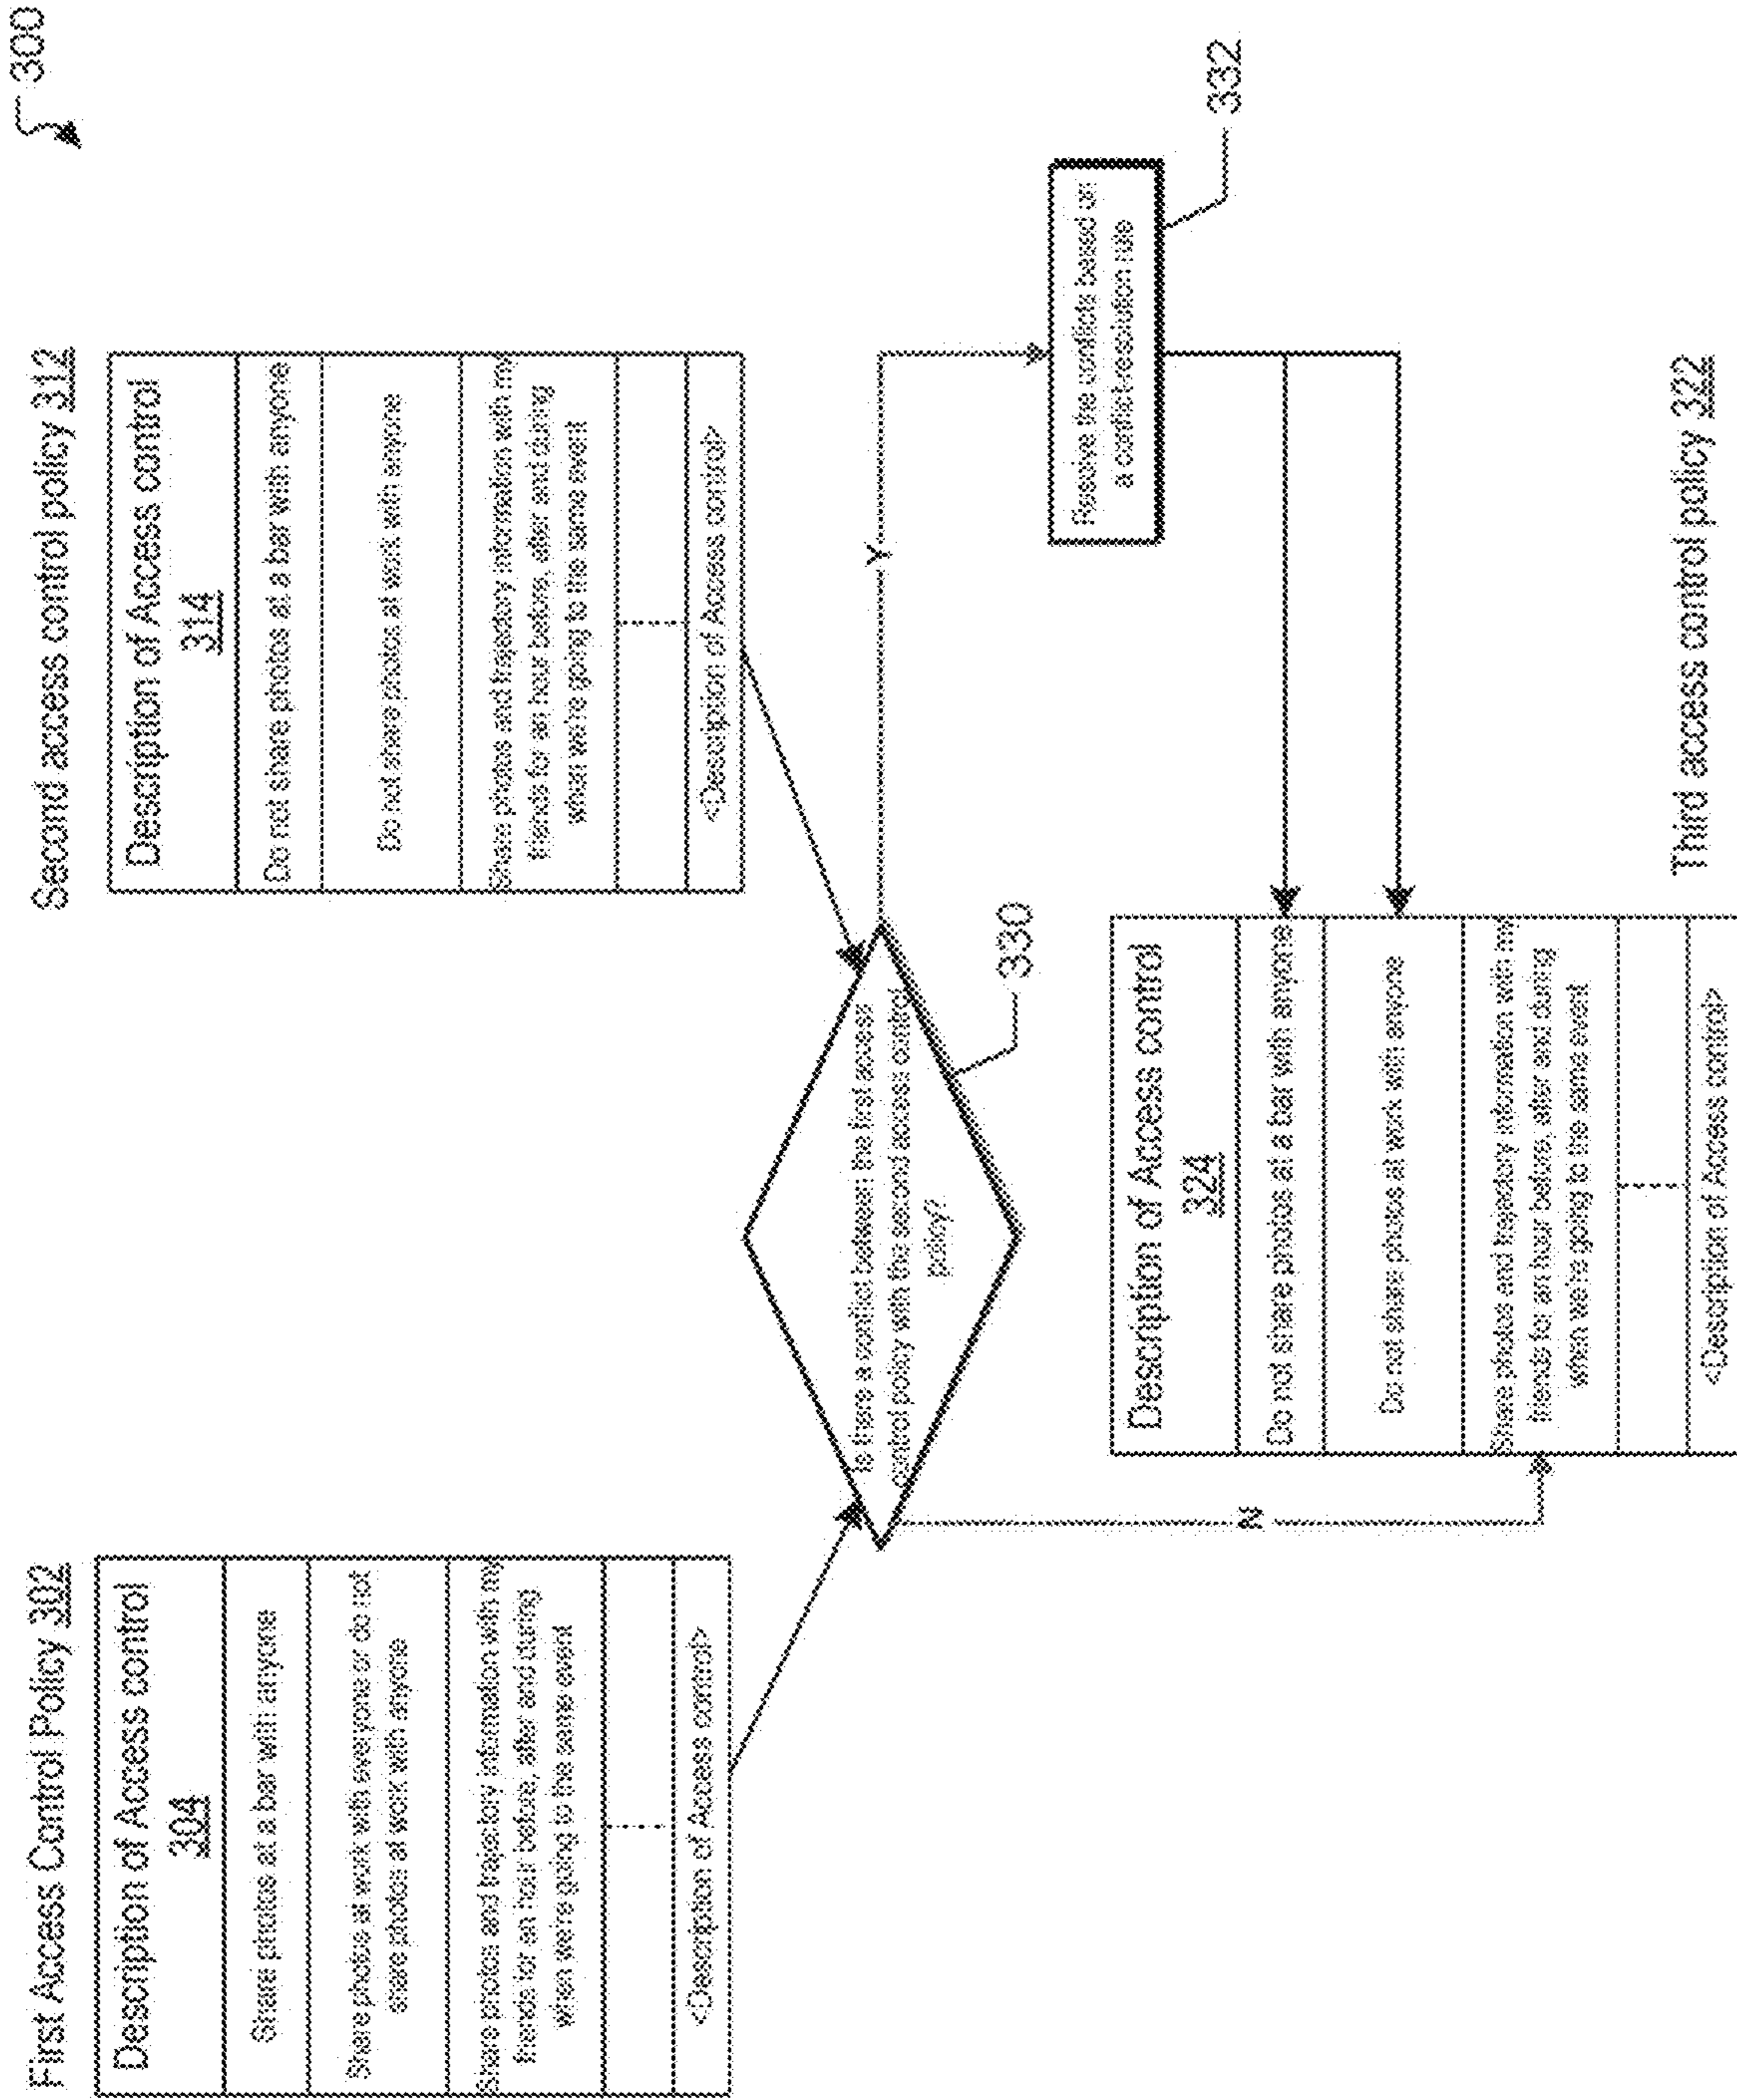 300
First Access Control Policy 302
Description of Access control
304
Share photos at a bar with anyone
Share photos at work with everyone or do not
share photos at work with anyone
Share photos and trajectory information with my
friends for an hour before, after and during
when we're going to the same event
<Description of Access control>
Second access control policy 312
Description of Access control
314
Do not share photos at a bar with anyone
Do not share photos at work with anyone
Share photos and trajectory information with my
friends for an hour before, after and during
when we're going to the same event
<Description of Access control>
Is there a conflict between the first access
control policy with the second access control
policy?
330
Y
N
Resolve the conflicts based on
a conflict-resolution rule
332
Description of Access control
324
Do not share photos at a bar with anyone
Do not share photos at work with anyone
Share photos and trajectory information with my
friends for an hour before, after and during
when we're going to the same event
<Description of Access control>
Third access control policy 322